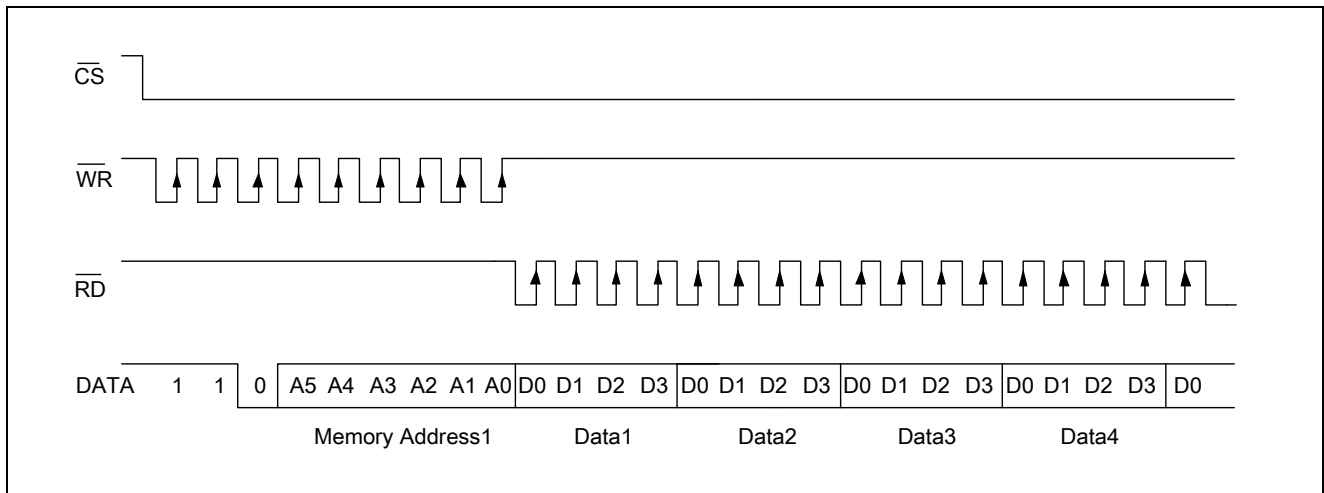 CS
WR
RD
DATA 1 1 0 A5 A4 A3 A2 A1 A0 D0 D1 D2 D3 D0 D1 D2 D3 D0 D1 D2 D3 D0 D1 D2 D3 D0
Memory Address1 Data1 Data2 Data3 Data4